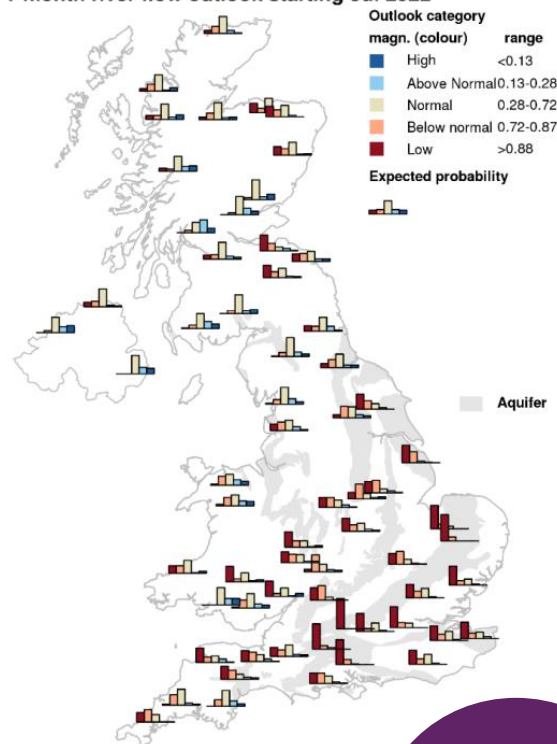 Outlook category
magn. (colour) range
High <0.13
Above Normal 0.13-0.28
Normal 0.28-0.72
Below normal 0.72-0.87
Low >0.88
Expected probability
Aquifer